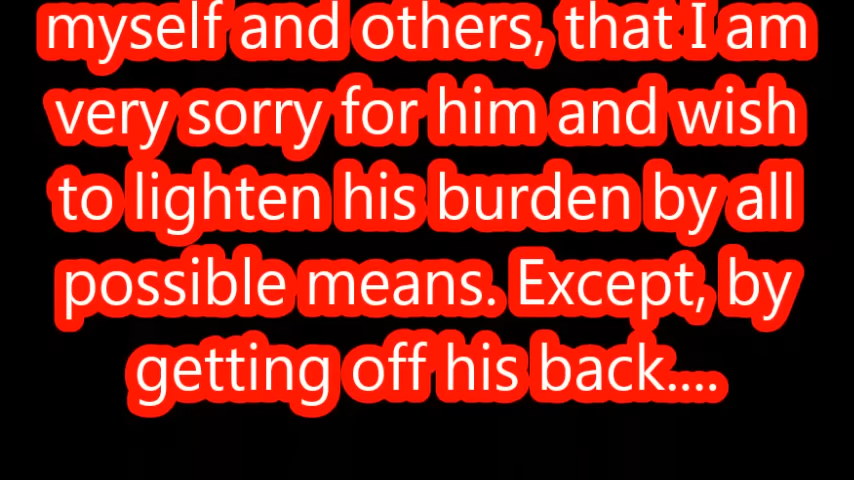 myself and others, that I am
very sorry for him and wish
to lighten his burden by all
possible means. Except, by
getting off his back....